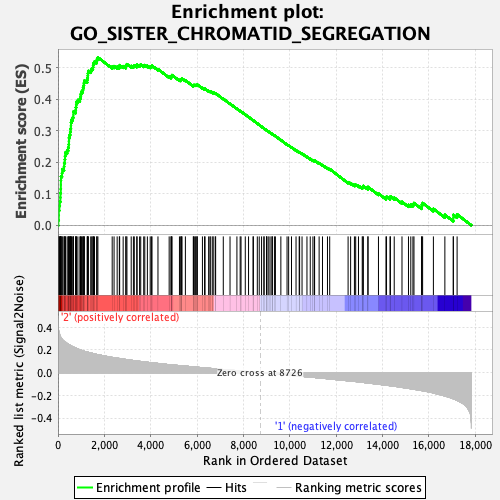 Enrichment plot:
GO_SISTER_CHROMATID_SEGREGATION
Enrichment score (ES)
0.5
0.4
0.3
0.2
0.1
0.0
Ranked list metric (Signal2Noise)
'2' (positively correlated)
0.4
0.2
0.0
-0.2
-0.4
Zero cross at 8726
'1' (negatively correlated)
0
2,000
4,000
6,000
8,000
10,000
12,000
14,000
16,000
18,000
Rank in Ordered Dataset
Enrichment profile
Hits
Ranking metric scores